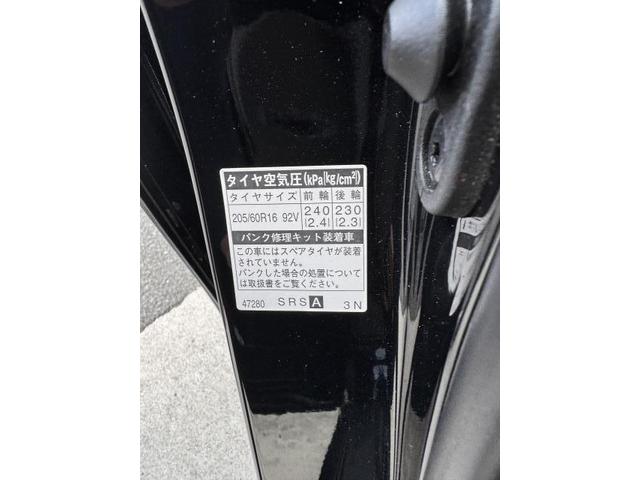 タイヤ空気圧(kPa[kg/cm²])
タイヤサイズ 前輪 後輪
205/60R16 92V 240 [2.4] 230 [2.3]
パンク修理キット装着車
この車にはスペアタイヤが装着
されていません。
パンクした場合の処置について
は取扱書をご覧ください。
47280 SRS A 3N